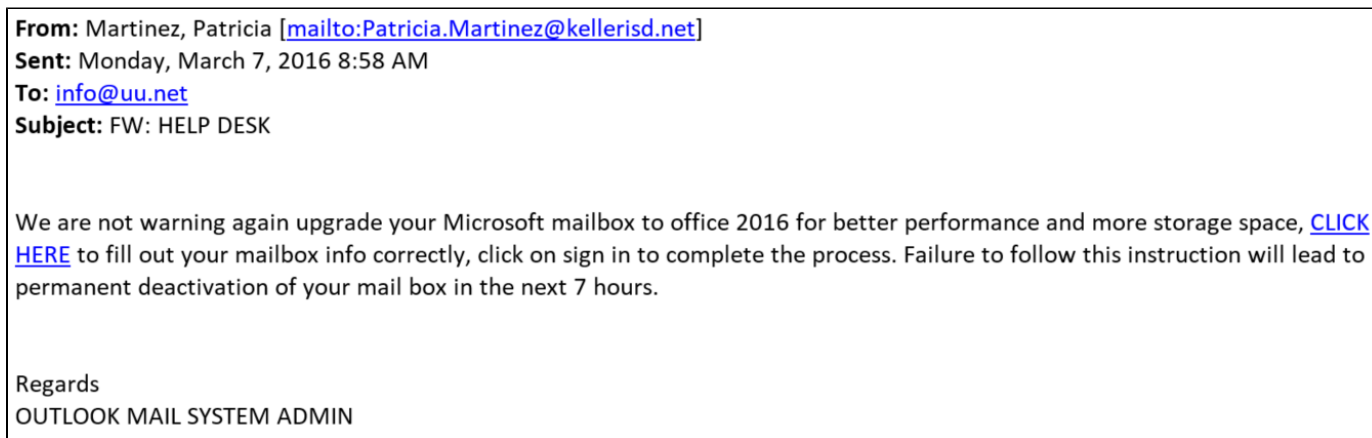 From: Martinez, Patricia [mailto:Patricia.Martinez@kellerisd.net]
Sent: Monday, March 7, 2016 8:58 AM
To: info@uu.net
Subject: FW: HELP DESK
We are not warning again upgrade your Microsoft mailbox to office 2016 for better performance and more storage space, CLICK
HERE to fill out your mailbox info correctly, click on sign in to complete the process. Failure to follow this instruction will lead to
permanent deactivation of your mail box in the next 7 hours.
Regards
OUTLOOK MAIL SYSTEM ADMIN